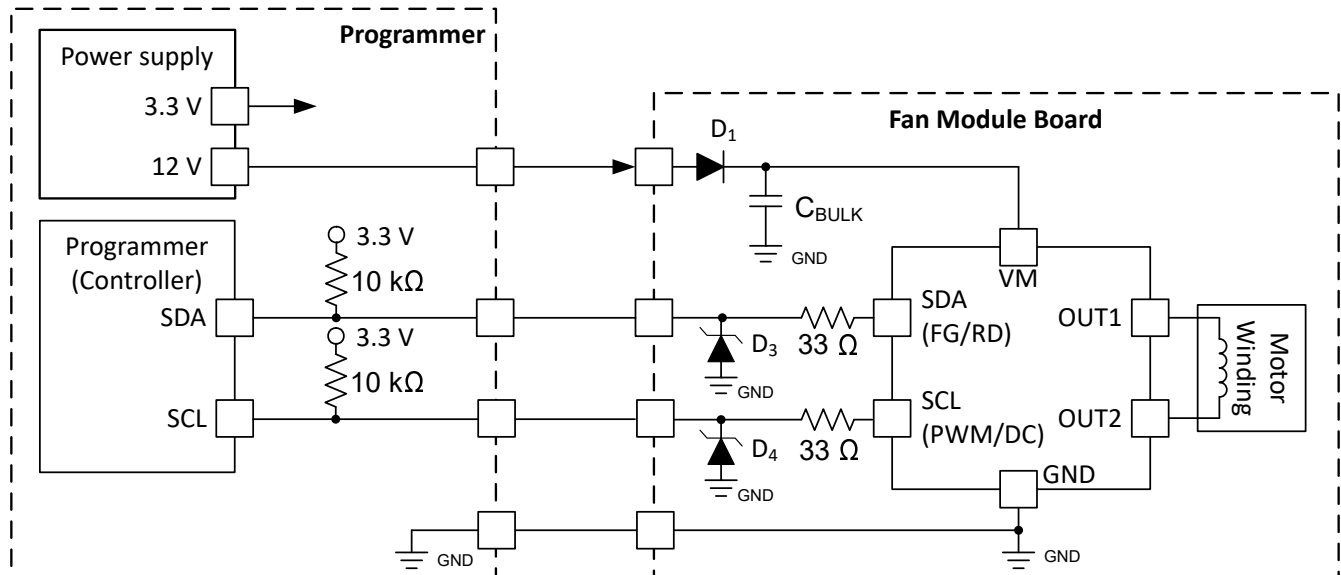 Programmer
Power supply
3.3 V
12 V
Fan Module Board
D1
CBULK
GND
Programmer
(Controller)
SDA
SCL
3.3 V
10 kΩ
3.3 V
10 kΩ
D3
GND
33 Ω
D4
GND
33 Ω
VM
SDA
(FG/RD)
SCL
(PWM/DC)
OUT1
OUT2
GND
Motor
Winding
GND
GND